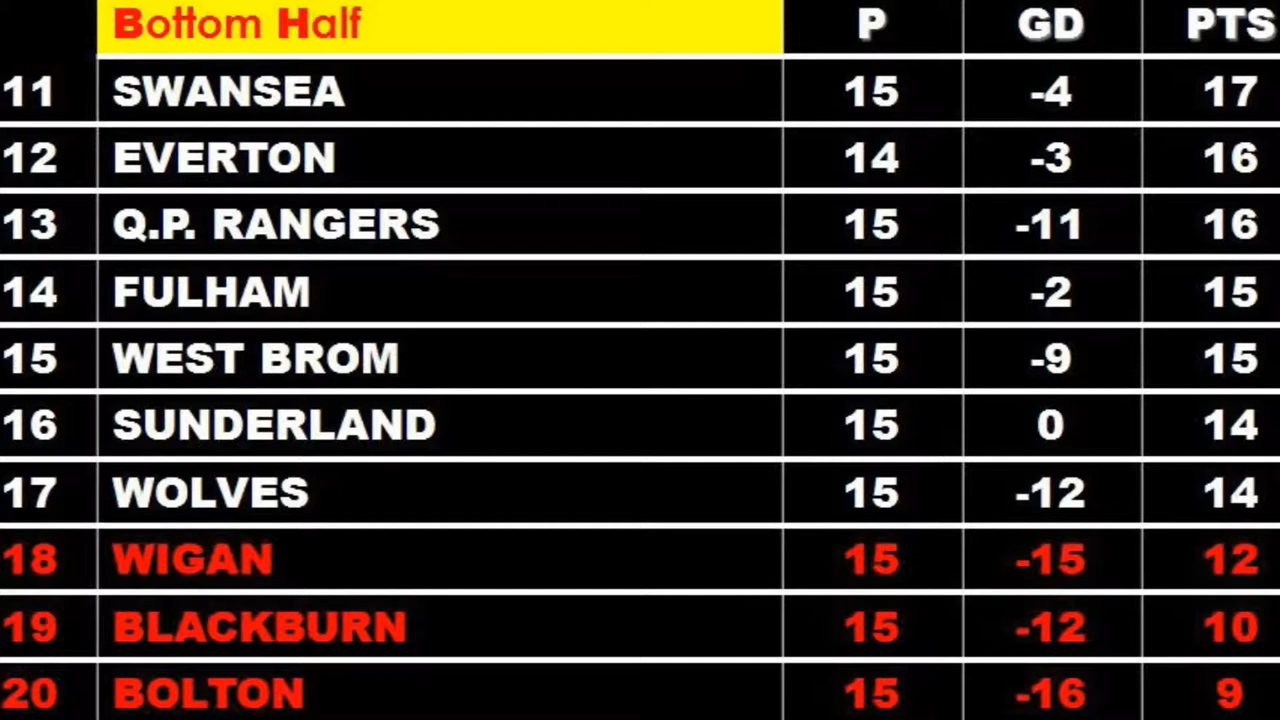 Bottom Half P GD PTS
11 SWANSEA 15 -4 17
12 EVERTON 14 -3 16
13 Q.P. RANGERS 15 -11 16
14 FULHAM 15 -2 15
15 WEST BROM 15 -9 15
16 SUNDERLAND 15 0 14
17 WOLVES 15 -12 14
18 WIGAN 15 -15 12
19 BLACKBURN 15 -12 10
20 BOLTON 15 -16 9